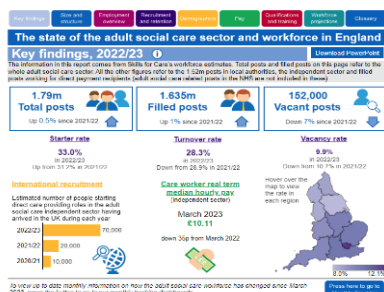 Key findings
Size and structure
Employment overview
Recruitment and retention
Demographics
Pay
Qualifications and training
Workforce projections
Glossary
The state of the adult social care sector and workforce in England
Key findings, 2022/23
Download PowerPoint
The information in this report comes from Skills for Care's workforce estimates. Total posts and filled posts on this page refer to the
whole adult social care sector. All the other figures refer to the 1.52m posts in local authorities, the independent sector and filled
posts working for direct payment recipients (adult social care related posts in the NHS are not included in these)
1.79m
Total posts
Up 0.5% since 2021/22
1.635m
Filled posts
Up 1% since 2021/22
152,000
Vacant posts
Down 7% since 2021/22
Starter rate
33.0%
in 2022/23
Up from 31.2% in 2021/22
Turnover rate
28.3%
in 2022/23
Down from 28.9% in 2021/22
Vacancy rate
9.9%
in 2022/23
Down from 10.7% in 2021/22
International recruitment
Estimated number of people starting
direct care providing roles in the adult
social care independent sector having
arrived in the UK during each year
2022/23
70,000
2021/22
20,000
2020/21
10,000
Care worker real term
median hourly pay
(independent sector)
March 2023
£10.11
down 36p from March 2022
Hover over the
map to view
the rate in
each region
8.0%
12.1%
To view up to date monthly information on how the adult social care workforce has changed since March
Press here to go to